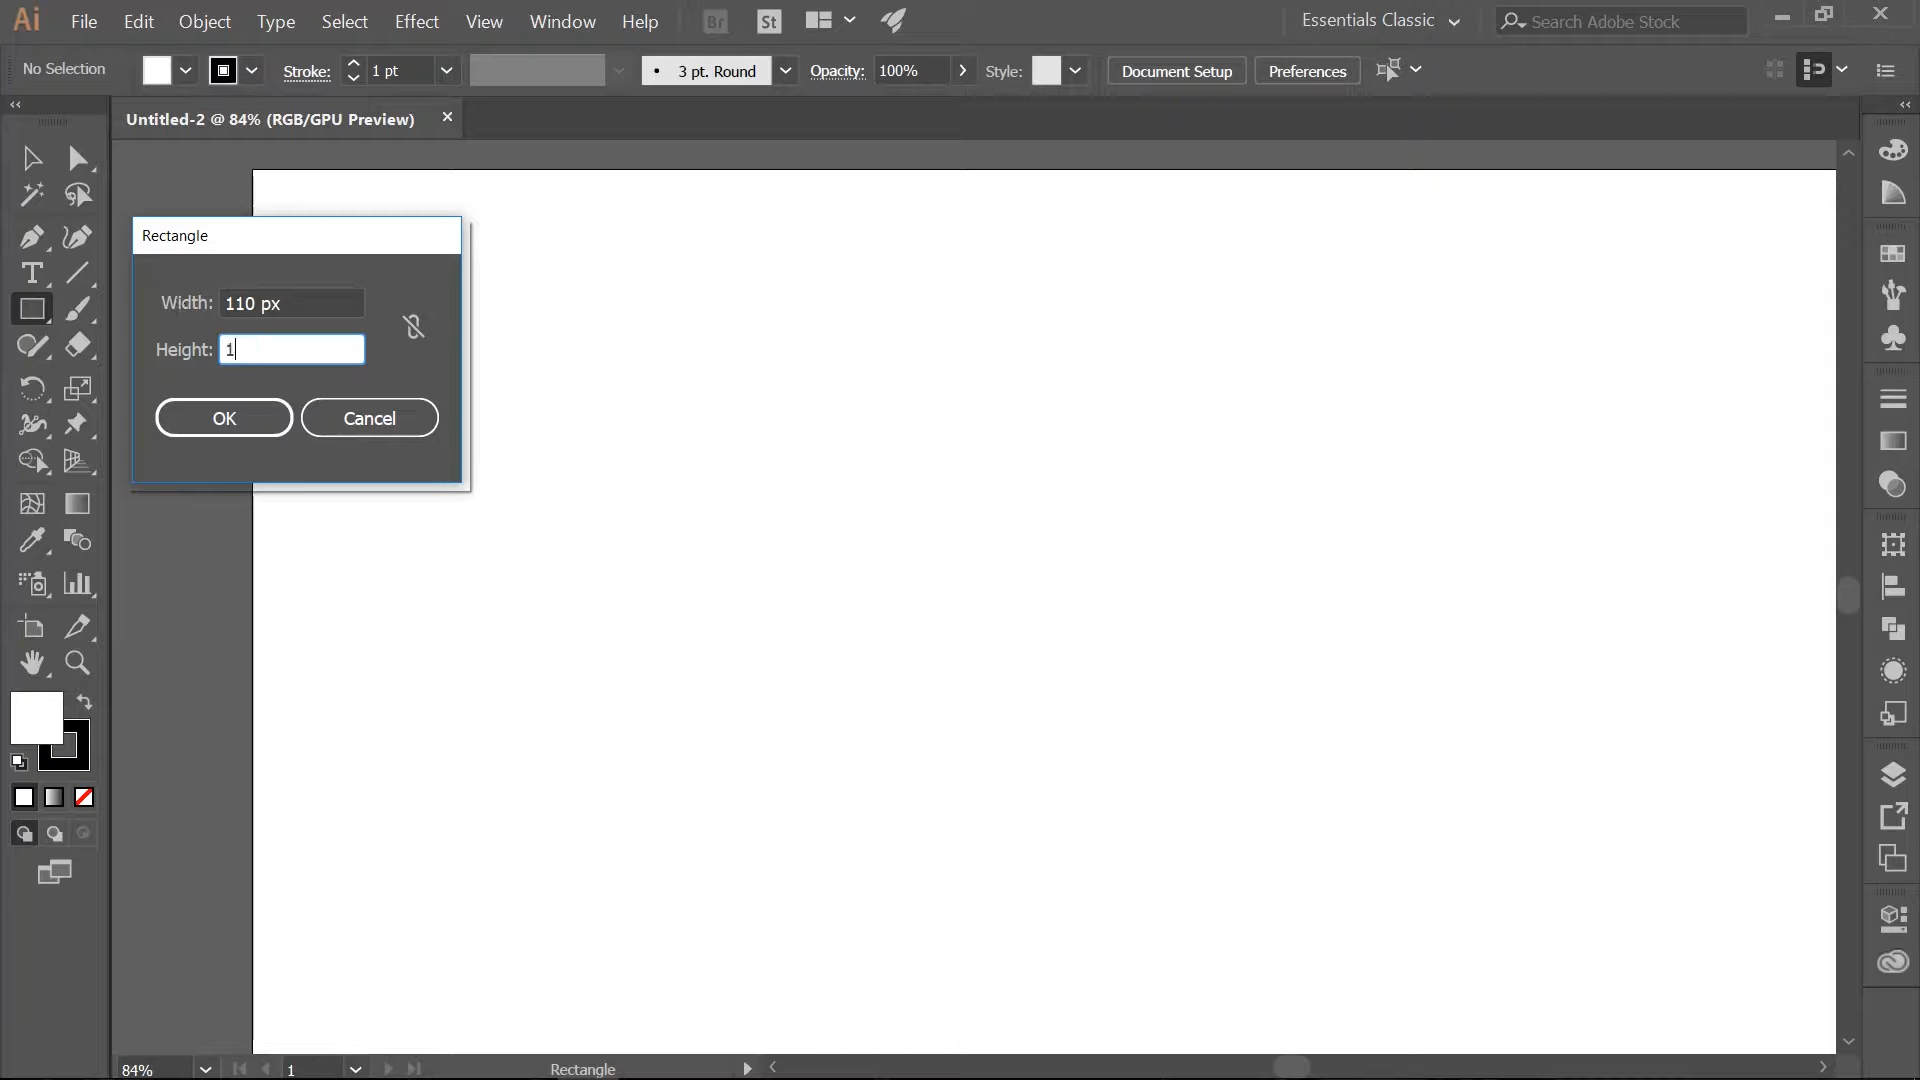 Ai File Edit Object Type Select Effect View Window Help Br St Essentials Classic Search Adobe Stock
No Selection Stroke: 1 pt 3 pt. Round Opacity: 100% Style: Document Setup Preferences
Untitled-2 @ 84% (RGB/GPU Preview)
Rectangle
Width: 110 px
Height: 1
OK Cancel
84% 1 Rectangle